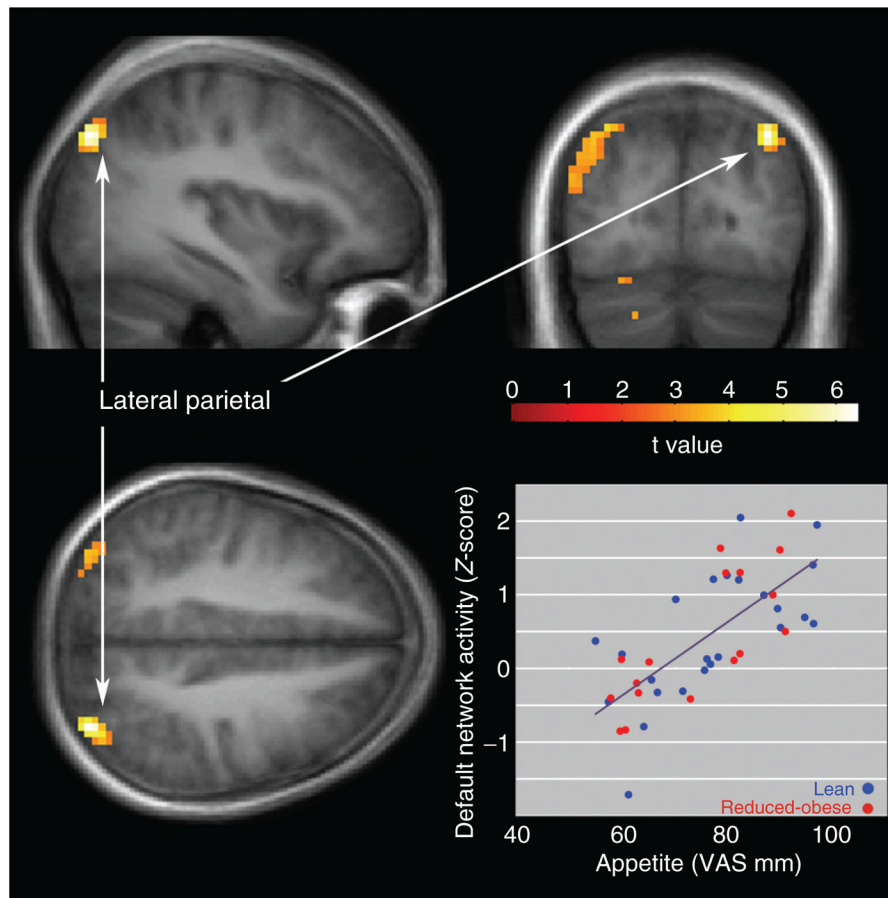 Lateral parietal
0 1 2 3 4 5 6
t value
Default network activity (Z-score)
2
1
0
−1
Lean
Reduced-obese
40 60 80 100
Appetite (VAS mm)